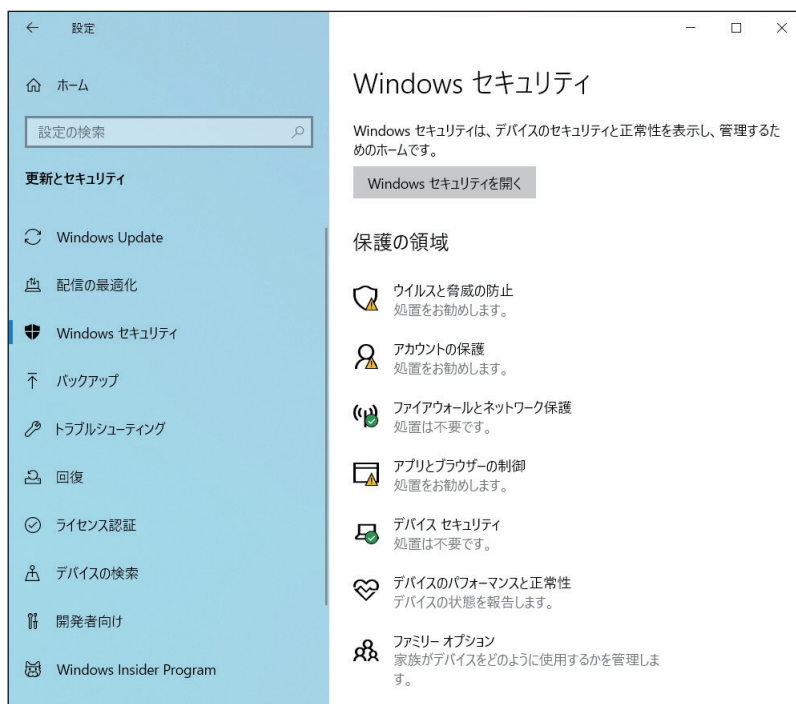 設定
ホーム
設定の検索
更新とセキュリティ
Windows Update
配信の最適化
Windows セキュリティ
バックアップ
トラブルシューティング
回復
ライセンス認証
デバイスの検索
開発者向け
Windows Insider Program
Windows セキュリティ
Windows セキュリティは、デバイスのセキュリティと正常性を表示し、管理するた
めのホームです。
Windows セキュリティを開く
保護の領域
ウイルスと脅威の防止
処置をお勧めします。
アカウントの保護
処置をお勧めします。
ファイアウォールとネットワーク保護
処置は不要です。
アプリとブラウザーの制御
処置をお勧めします。
デバイス セキュリティ
処置は不要です。
デバイスのパフォーマンスと正常性
デバイスの状態を報告します。
ファミリー オプション
家族がデバイスをどのように使用するかを管理しま
す。